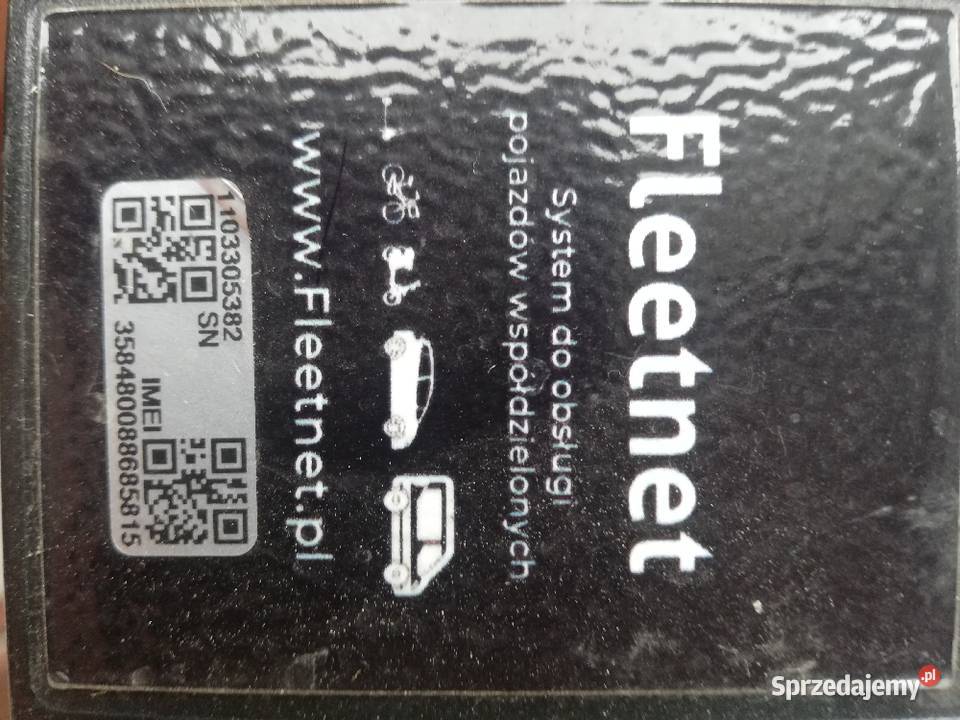 Fleetnet
System do obsługi
pojazdów współdzielonych
www.Fleetnet.pl
1103305382
SN
IMEI
358480088685815
Sprzedajemy.pl